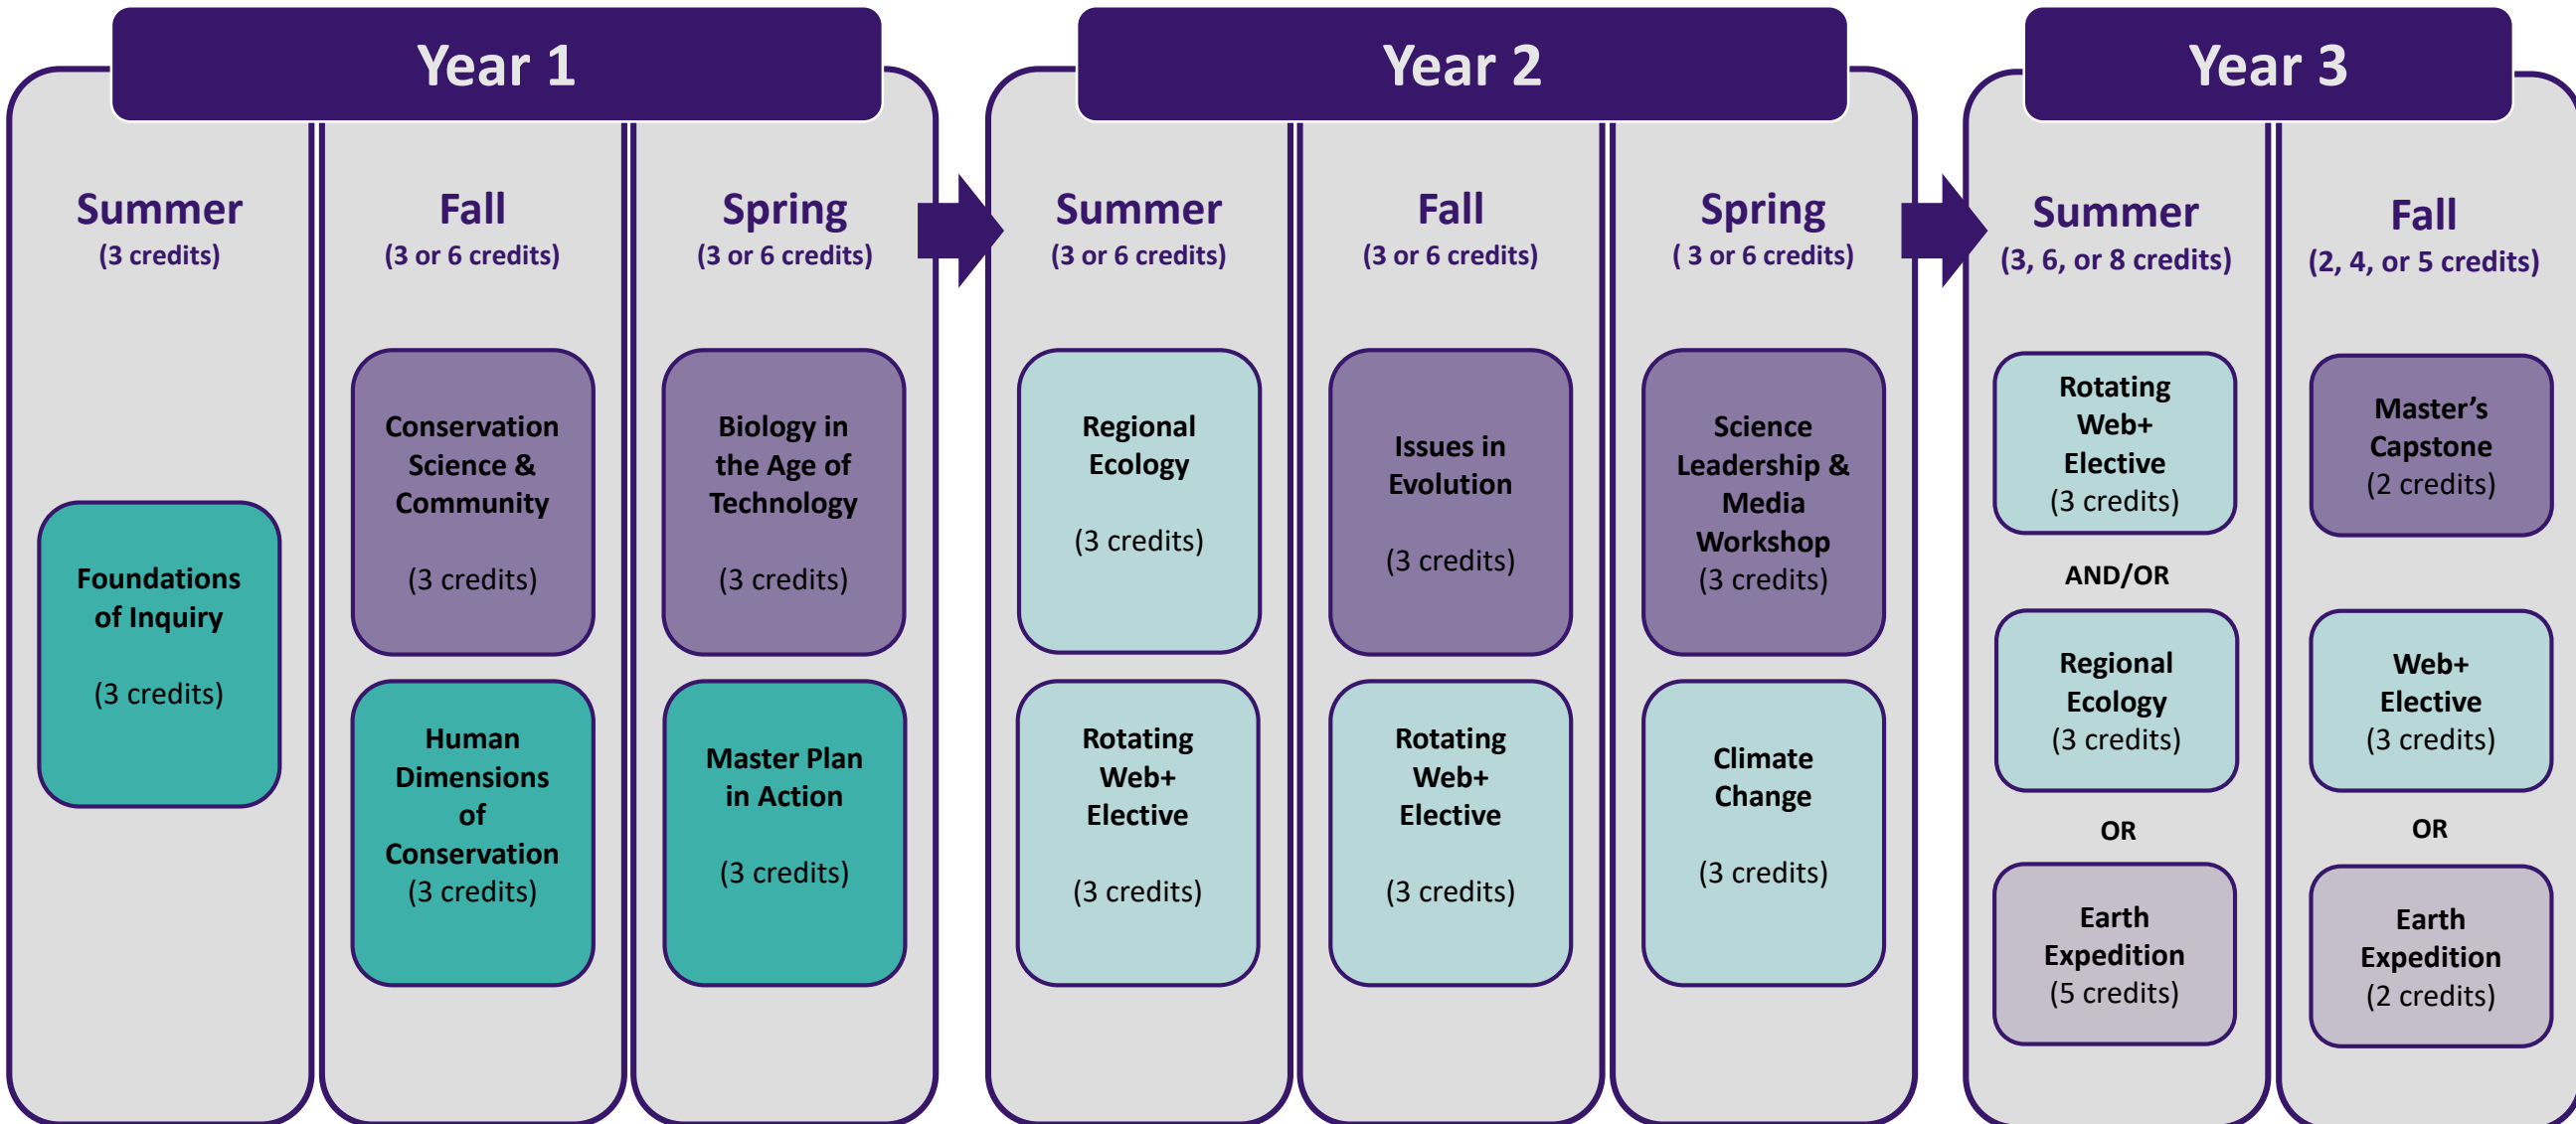 Year 1
Summer
(3 credits)
Foundations
of Inquiry
(3 credits)
Fall
(3 or 6 credits)
Conservation
Science &
Community
(3 credits)
Human
Dimensions
of
Conservation
(3 credits)
Spring
(3 or 6 credits)
Biology in
the Age of
Technology
(3 credits)
Master Plan
in Action
(3 credits)
Year 2
Summer
(3 or 6 credits)
Regional
Ecology
(3 credits)
Rotating
Web+
Elective
(3 credits)
Fall
(3 or 6 credits)
Issues in
Evolution
(3 credits)
Rotating
Web+
Elective
(3 credits)
Spring
( 3 or 6 credits)
Science
Leadership &
Media
Workshop
(3 credits)
Climate
Change
(3 credits)
Year 3
Summer
(3, 6, or 8 credits)
Rotating
Web+
Elective
(3 credits)
AND/OR
Regional
Ecology
(3 credits)
OR
Earth
Expedition
(5 credits)
Fall
(2, 4, or 5 credits)
Master’s
Capstone
(2 credits)
Web+
Elective
(3 credits)
OR
Earth
Expedition
(2 credits)